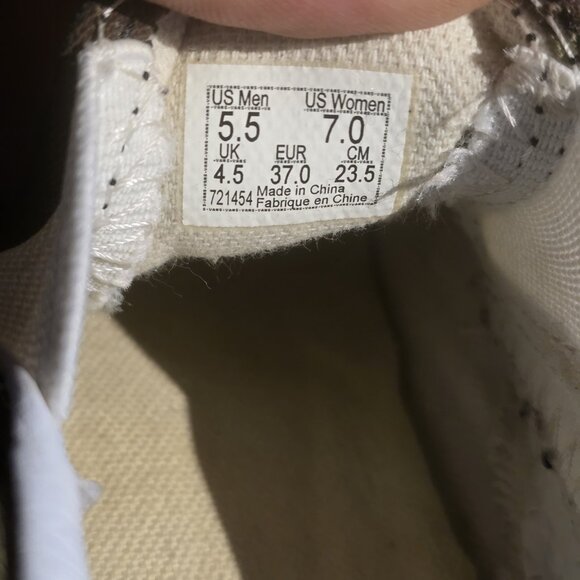 US Men US Women
5.5 7.0
UK EUR CM
4.5 37.0 23.5
721454 Made in China
Fabrique en Chine